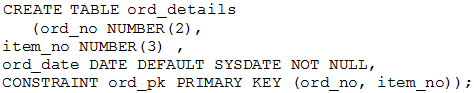 CREATE TABLE ord_details
(ord_no NUMBER(2),
item_no NUMBER(3) ,
ord_date DATE DEFAULT SYSDATE NOT NULL,
CONSTRAINT ord_pk PRIMARY KEY (ord_no, item_no));